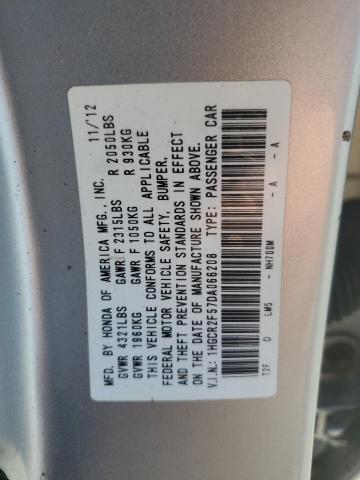 MFD. BY HONDA OF AMERICA MFG., INC. 11/'12
GVWR 4321LBS GAWR F 2315LBS R 2050LBS
GVWR 1960KG GAWR F 1050KG R 930KG
THIS VEHICLE CONFORMS TO ALL APPLICABLE
FEDERAL MOTOR VEHICLE SAFETY, BUMPER,
AND THEFT PREVENTION STANDARDS IN EFFECT
ON THE DATE OF MANUFACTURE SHOWN ABOVE.
V.I.N.: 1HGCR2F57DA066208 TYPE: PASSENGER CAR
T2F D LM5 NH700M - A - A